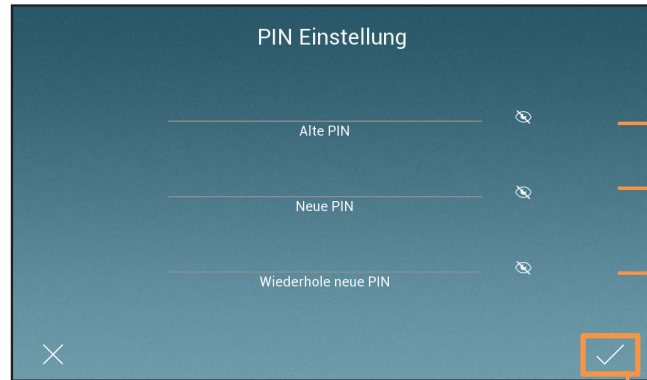 PIN Einstellung
Alte PIN
Neue PIN
Wiederhole neue PIN